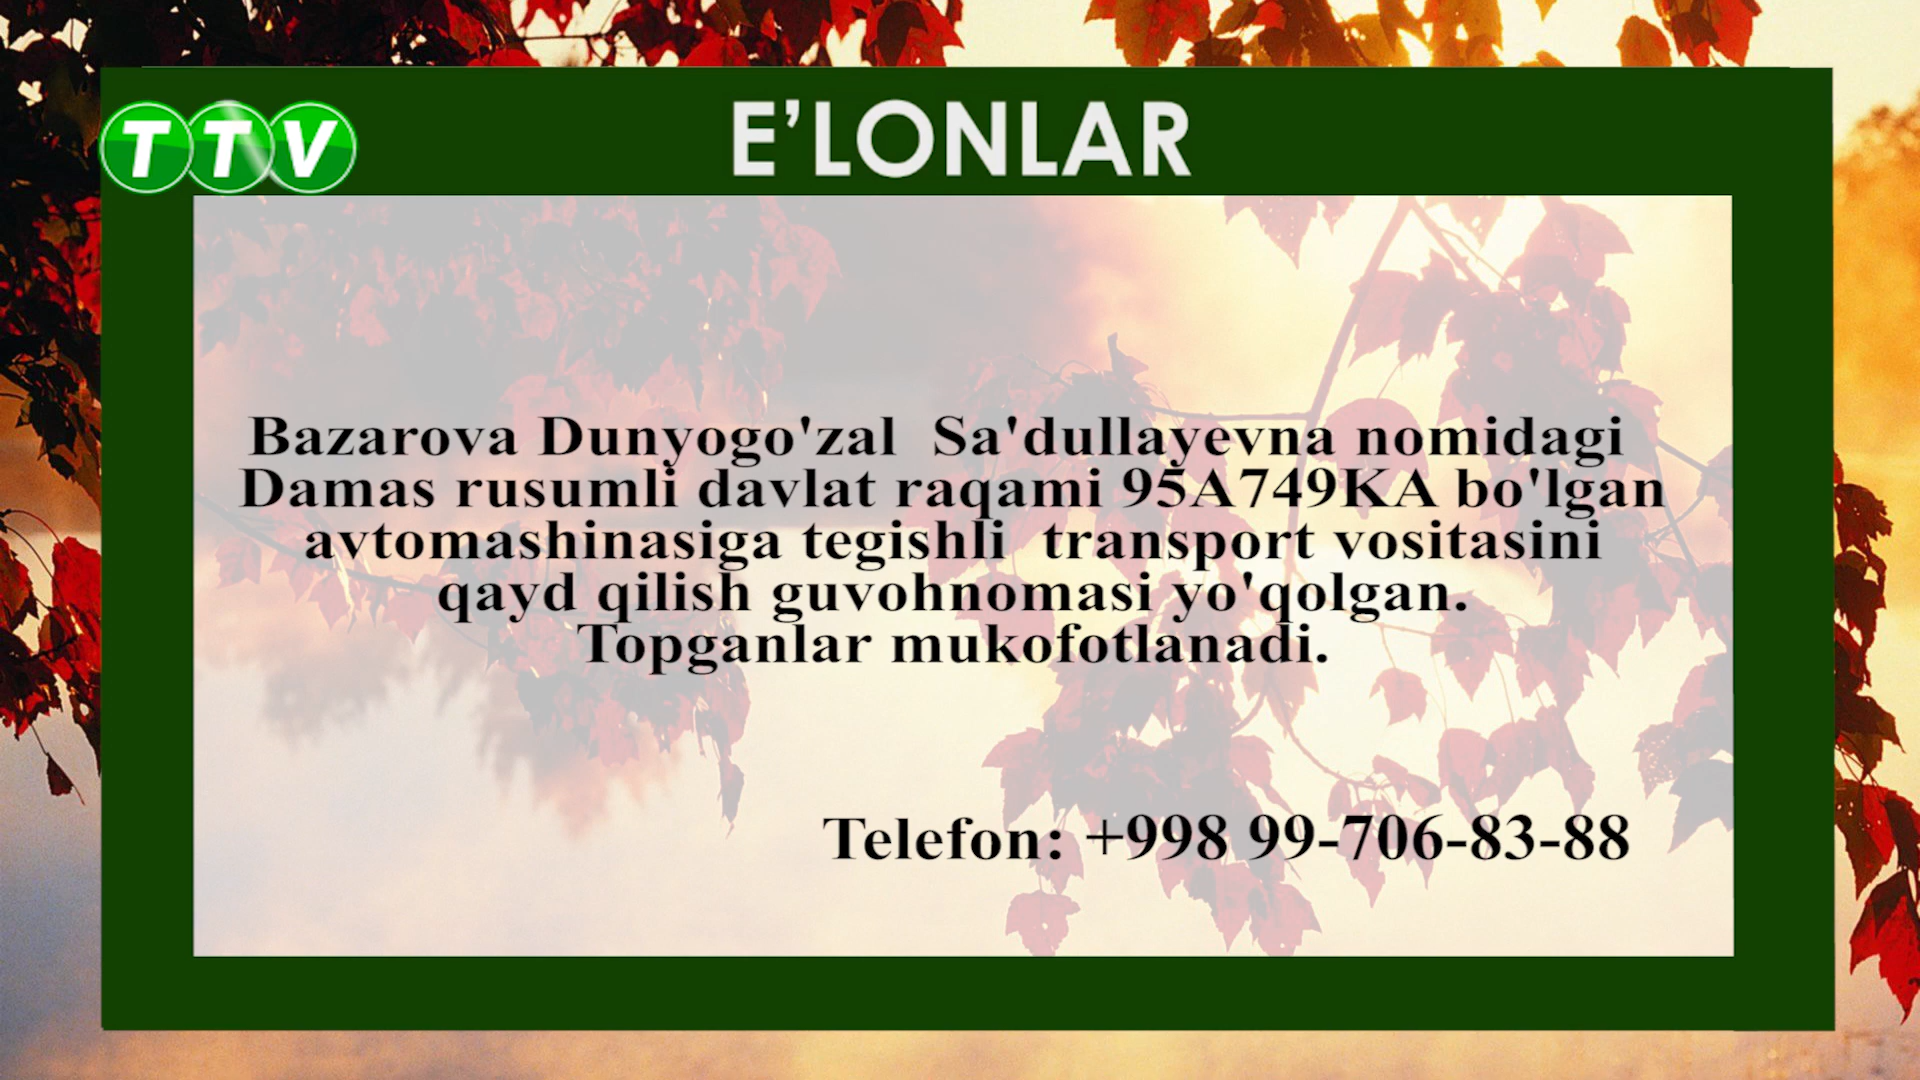 TTV
E’LONLAR
Bazarova Dunyogo'zal Sa'dullayevna nomidagi
Damas rusumli davlat raqami 95A749KA bo'lgan
avtomashinasiga tegishli transport vositasini
qayd qilish guvohnomasi yo'qolgan.
Topganlar mukofotlanadi.
Telefon: +998 99-706-83-88